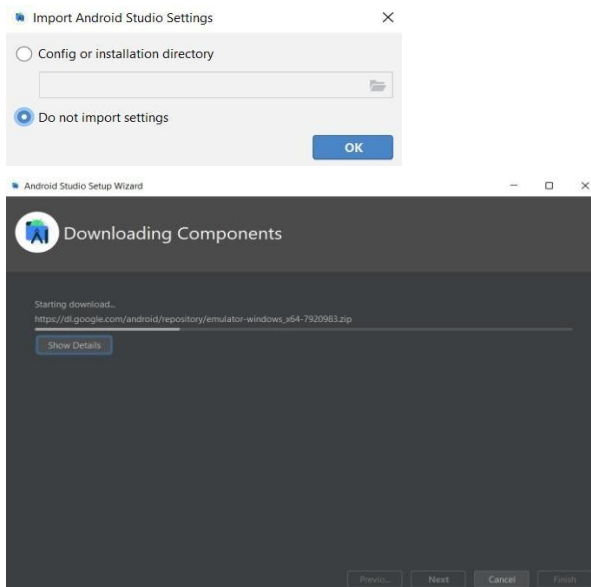 Import Android Studio Settings
Config or installation directory
Do not import settings
OK
Android Studio Setup Wizard
Downloading Components
Starting download...
https://dl.google.com/android/repository/emulator-windows_x64-7920983.zip
Show Details
Previo... Next Cancel Finish